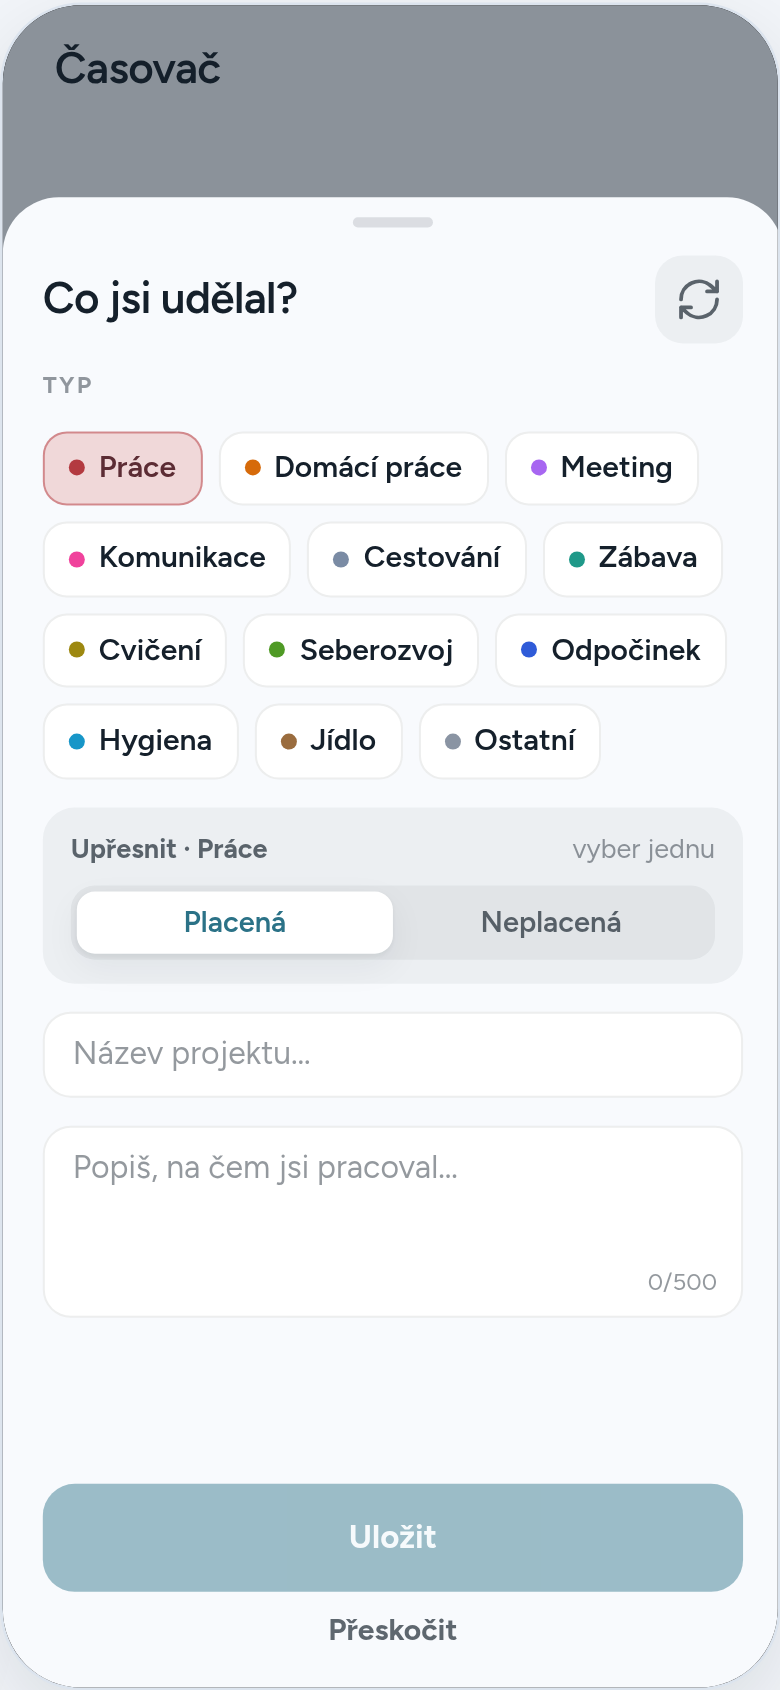 Časovač
Co jsi udělal?
TYP
Práce Domácí práce Meeting
Komunikace Cestování Zábava
Cvičení Seberozvoj Odpočinek
Hygiena Jídlo Ostatní
Upřesnit · Práce vyber jednu
Placená Neplacená
Název projektu...
Popiš, na čem jsi pracoval...
0/500
Uložit
Přeskočit